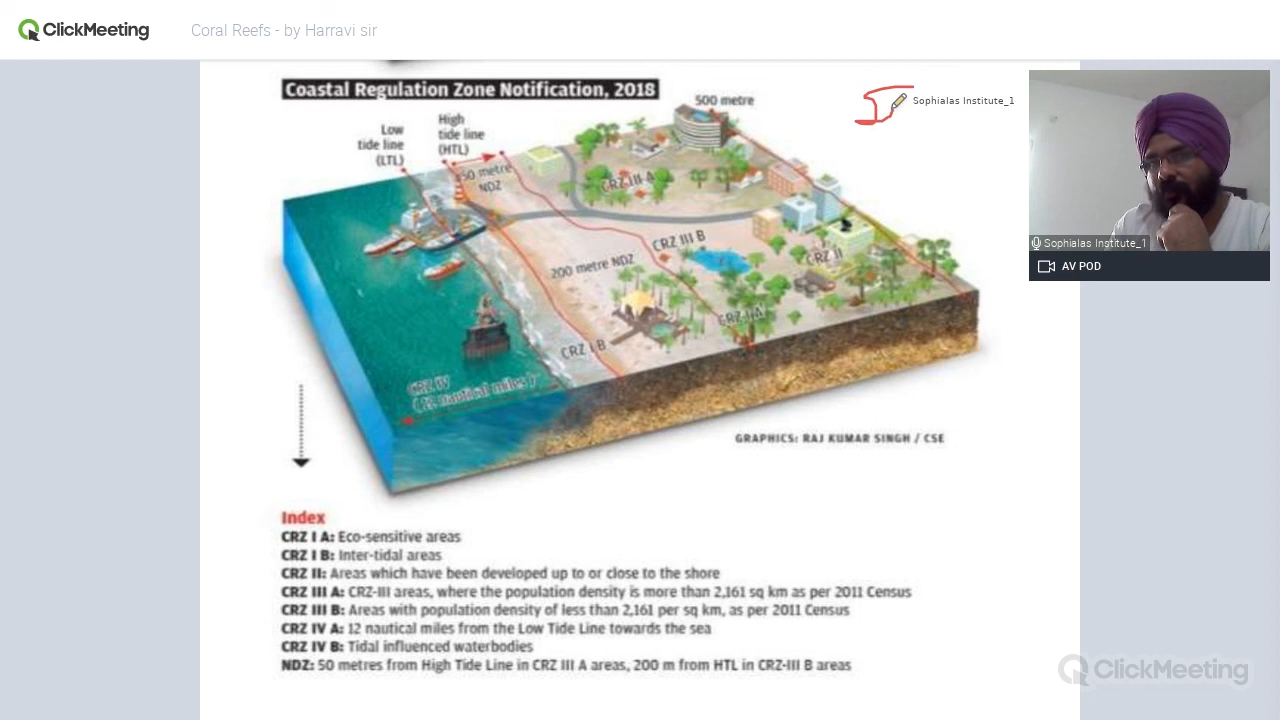 ClickMeeting
Coral Reefs - by Harravi sir
Coastal Regulation Zone Notification, 2018
Sophialas Institute_1
500 metre
High
tide line
(HTL)
Low
tide line
(LTL)
50 metre
NDZ
CRZ III A
CRZ III B
200 metre NDZ
CRZ II
CRZ I A
CRZ I B
CRZ IV
(12 nautical miles)
GRAPHICS: RAJ KUMAR SINGH / CSE
Sophialas Institute_1
AV POD
Index
CRZ I A: Eco-sensitive areas
CRZ I B: Inter-tidal areas
CRZ II: Areas which have been developed up to or close to the shore
CRZ III A: CRZ-III areas, where the population density is more than 2,161 sq km as per 2011 Census
CRZ III B: Areas with population density of less than 2,161 per sq km, as per 2011 Census
CRZ IV A: 12 nautical miles from the Low Tide Line towards the sea
CRZ IV B: Tidal influenced waterbodies
NDZ: 50 metres from High Tide Line in CRZ III A areas, 200 m from HTL in CRZ-III B areas
ClickMeeting